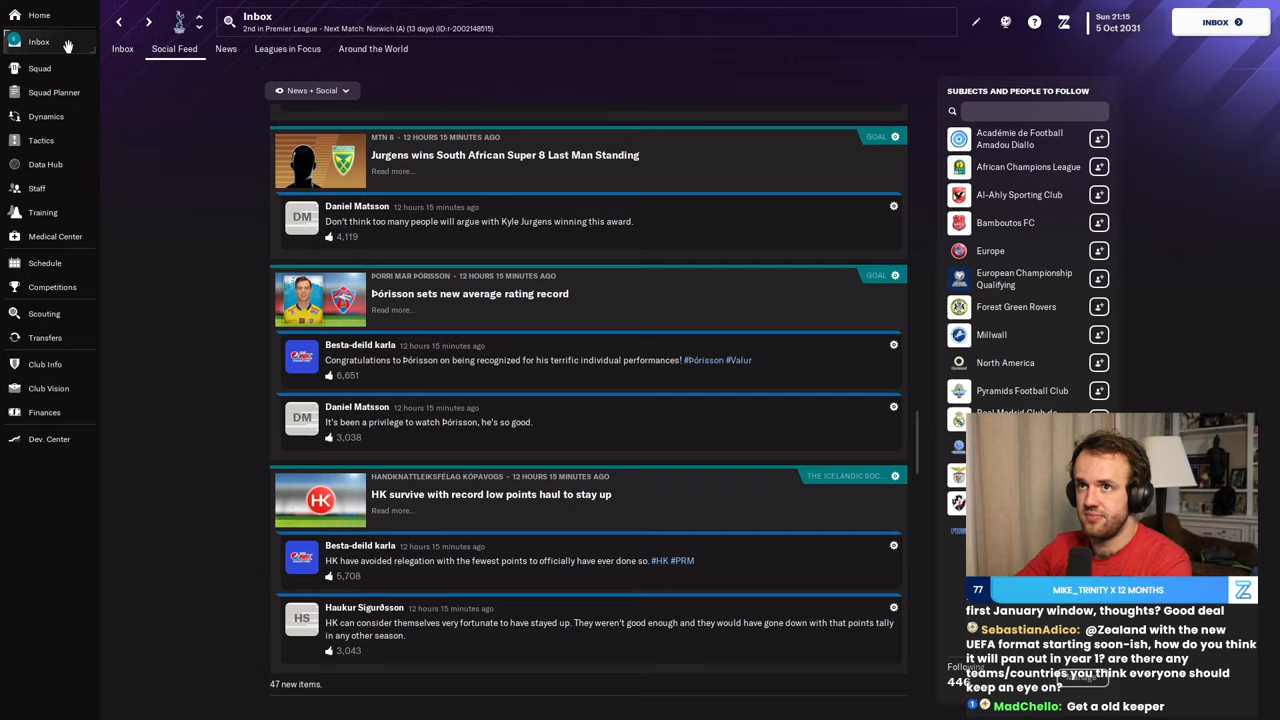 Home
6
Inbox
Squad
Squad Planner
Dynamics
Tactics
Data Hub
Staff
Training
Medical Center
Schedule
Competitions
Scouting
Transfers
Club Info
Club Vision
Finances
Dev. Center
Inbox
2nd in Premier League - Next Match: Norwich (A) (13 days) (ID:r-2002148515)
Sun 21:15
5 Oct 2031
INBOX
Inbox Social Feed News Leagues in Focus Around the World
News + Social
MTN 8 - 12 HOURS 15 MINUTES AGO
GOAL
Jurgens wins South African Super 8 Last Man Standing
Read more...
DM
Daniel Matsson 12 hours 15 minutes ago
Don't think too many people will argue with Kyle Jurgens winning this award.
4,119
ÞORRI MAR ÞÓRISSON - 12 HOURS 15 MINUTES AGO
GOAL
Þórisson sets new average rating record
Read more...
Besta-deild karla 12 hours 15 minutes ago
Congratulations to Þórisson on being recognized for his terrific individual performances! #Þórisson #Valur
6,651
DM
Daniel Matsson 12 hours 15 minutes ago
It's been a privilege to watch Þórisson, he's so good.
3,038
HANDKNATTLEIKSFÉLAG KÓPAVOGS - 12 HOURS 15 MINUTES AGO
THE ICELANDIC SOC...
HK
HK survive with record low points haul to stay up
Read more...
Besta-deild karla 12 hours 15 minutes ago
HK have avoided relegation with the fewest points to officially have ever done so. #HK #PRM
5,708
HS
Haukur Sigurðsson 12 hours 15 minutes ago
HK can consider themselves very fortunate to have stayed up. They weren't good enough and they would have gone down with that points tally
in any other season.
3,043
47 new items.
SUBJECTS AND PEOPLE TO FOLLOW
Académie de Football
Amadou Diallo
African Champions League
Al-Ahly Sporting Club
Bamboutos FC
Europe
European Championship
Qualifying
Forest Green Rovers
Millwall
North America
Pyramids Football Club
Real Madrid Club de
77
MIKE_TRINITY X 12 MONTHS
first January window, thoughts? Good deal
SebastianAdico: @Zealand with the new
UEFA format starting soon-ish, how do you think
it will pan out in year 1? are there any
teams/countries you think everyone should
keep an eye on?
MadChello: Get a old keeper
Following
446
Manage